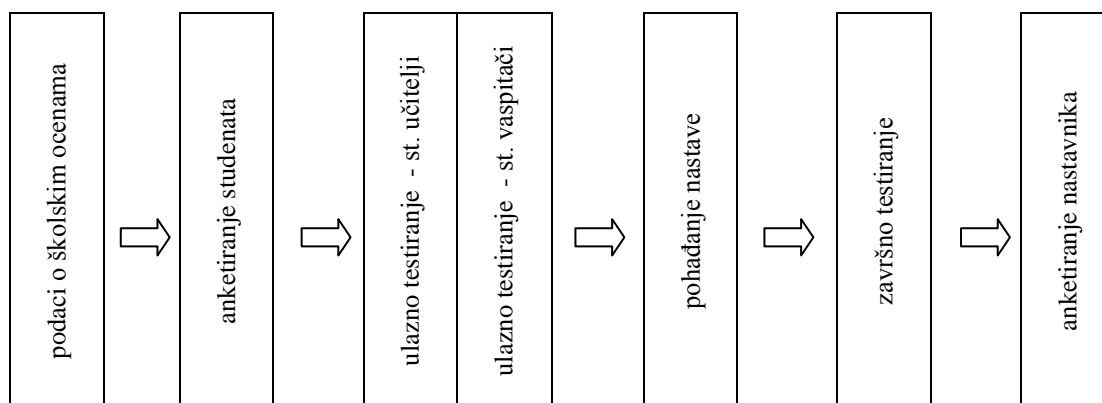 podaci o školskim ocenama
anketiranje studenata
ulazno testiranje - st. učitelji
ulazno testiranje - st. vaspitači
pohađanje nastave
završno testiranje
anketiranje nastavnika